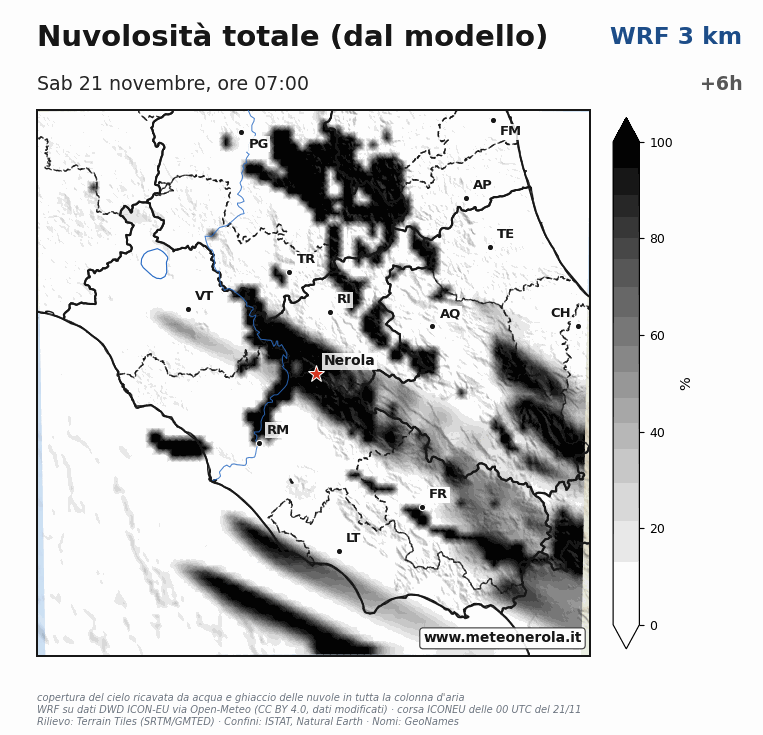 Nuvolosità totale (dal modello)
WRF 3 km
Sab 21 novembre, ore 07:00
+6h
FM
PG
AP
TE
TR
VT
RI
AQ
CH
Nerola
RM
FR
LT
www.meteonerola.it
100
80
60
40
20
0
%
copertura del cielo ricavata da acqua e ghiaccio delle nuvole in tutta la colonna d'aria
WRF su dati DWD ICON-EU via Open-Meteo (CC BY 4.0, dati modificati) · corsa ICONEU delle 00 UTC del 21/11
Rilievo: Terrain Tiles (SRTM/GMTED) · Confini: ISTAT, Natural Earth · Nomi: GeoNames